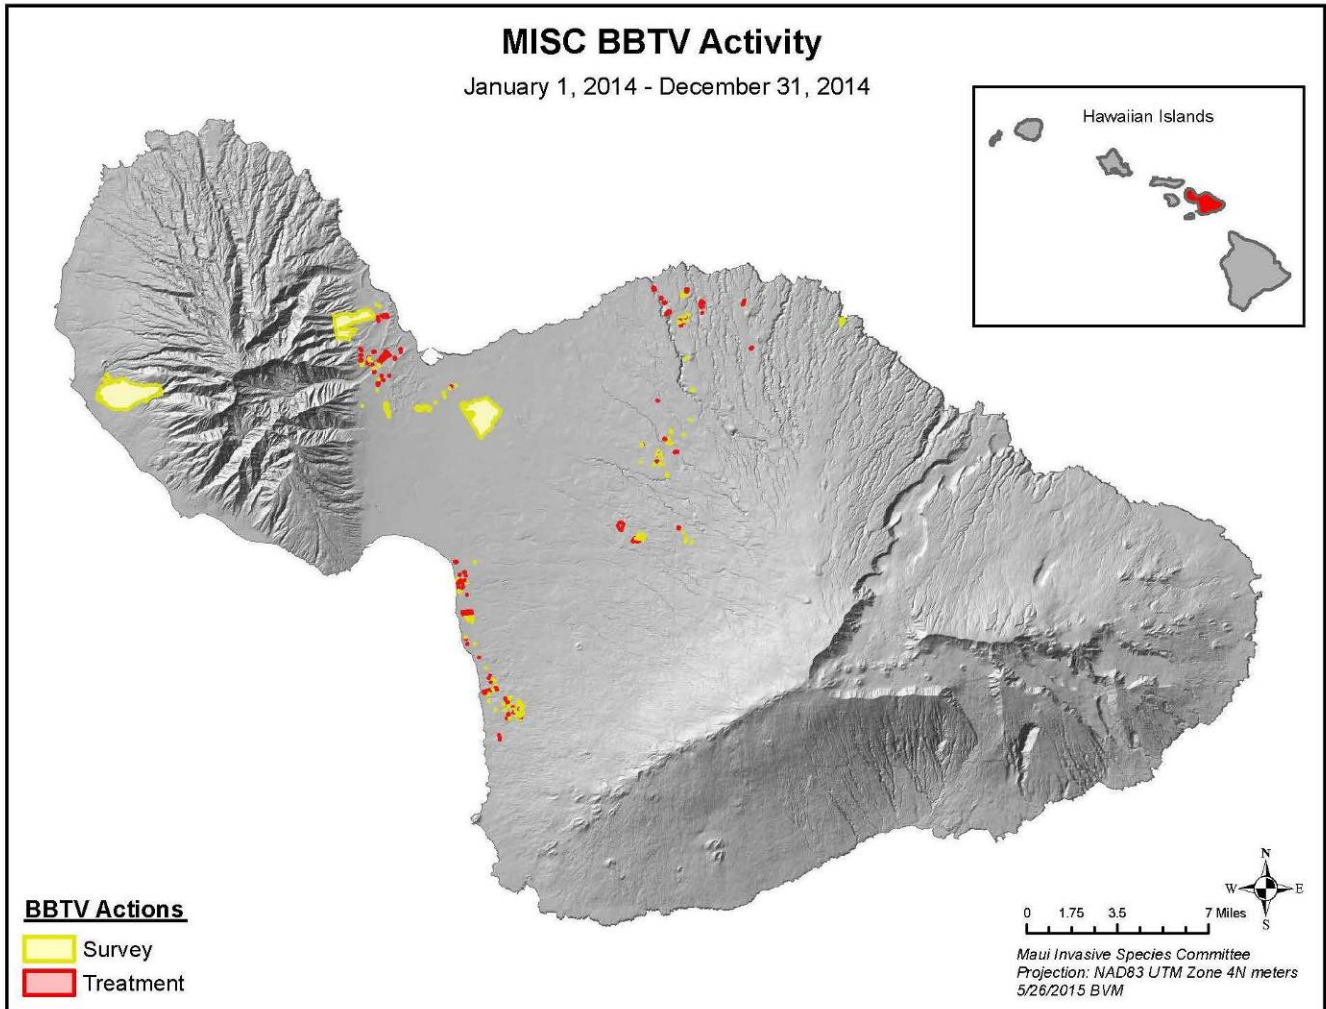 MISC BBTV Activity
January 1, 2014 - December 31, 2014
Hawaiian Islands
BBTV Actions
Survey
Treatment
N
W E
S
0 1.75 3.5 7 Miles
Maui Invasive Species Committee
Projection: NAD83 UTM Zone 4N meters
5/26/2015 BVM